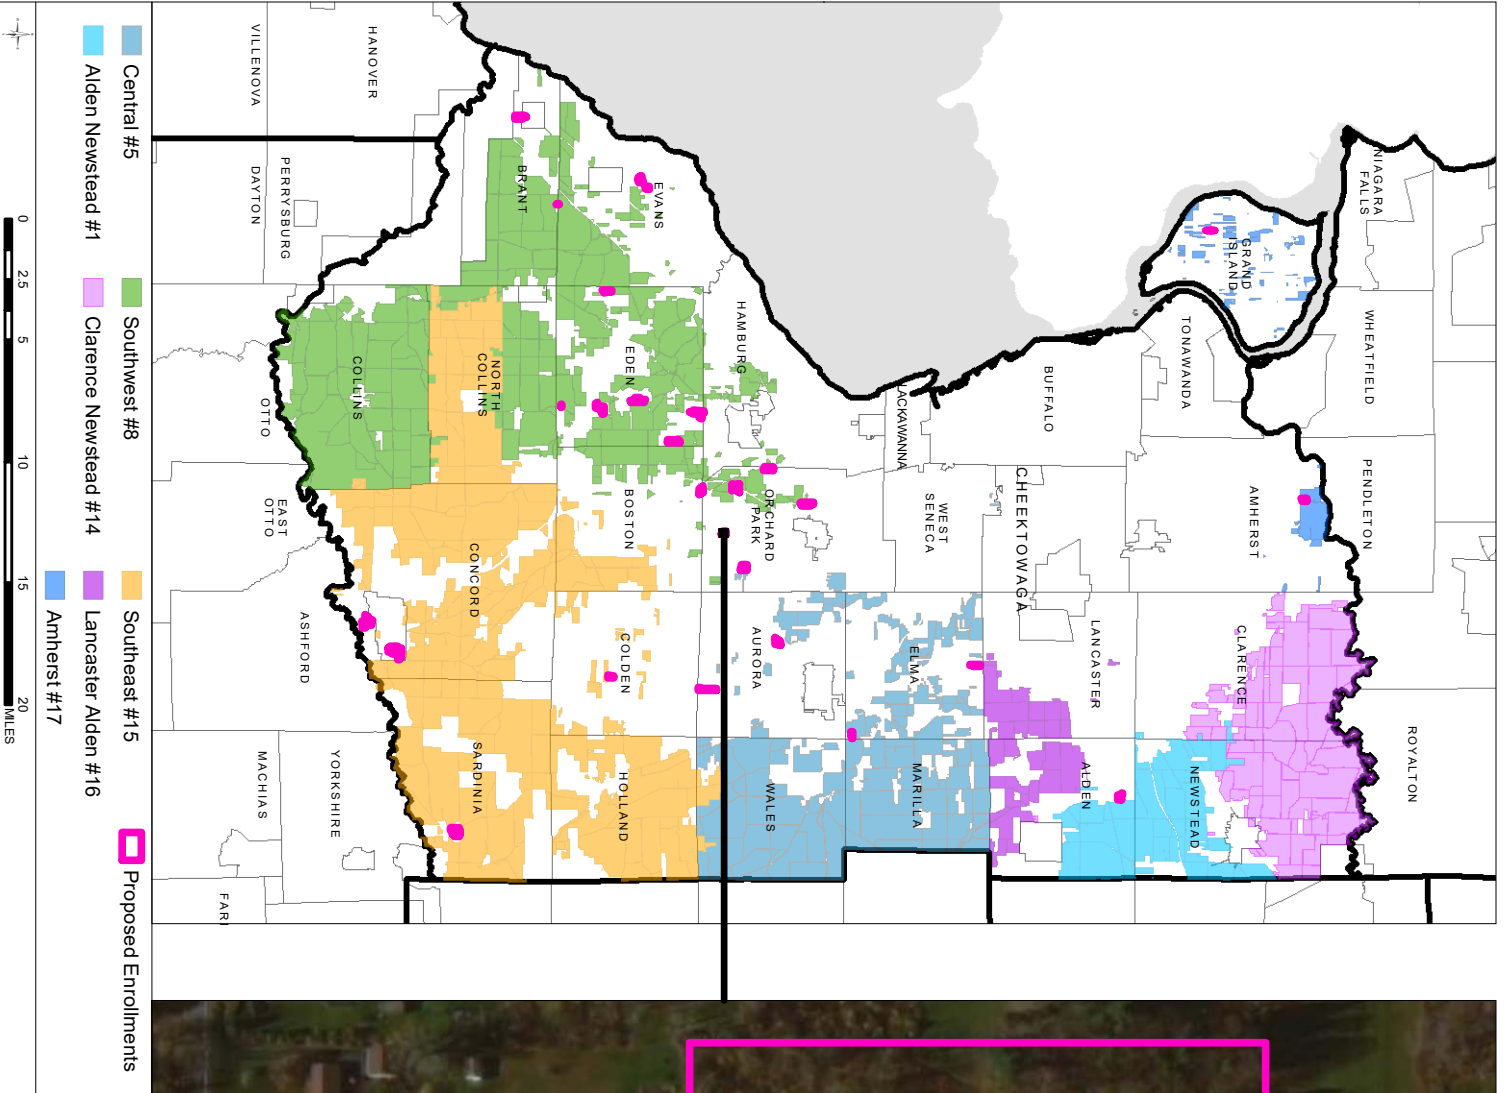 NIAGARA
FALLS
WHEATFIELD
PENDLETON
ROYALTON
GRAND
ISLAND
TONAWANDA
AMHERST
CLARENCE
NEWSTEAD
BUFFALO
CHEEKTOWAGA
LANCASTER
ALDEN
LACKAWANNA
WEST
SENECA
ELMA
MARILLA
HAMBURG
ORCHARD
PARK
AURORA
WALES
EVANS
EDEN
BOSTON
COLDEN
HOLLAND
BRANT
NORTH
COLLINS
CONCORD
SARDINIA
HANOVER
COLLINS
VILLENOVA
PERRYSBURG
DAYTON
OTTO
EAST
OTTO
ASHFORD
YORKSHIRE
MACHIAS
FARI
Central #5
Southwest #8
Southeast #15
Proposed Enrollments
Alden Newstead #1
Clarence Newstead #14
Lancaster Alden #16
Amherst #17
0 2.5 5 10 15 20
MILES